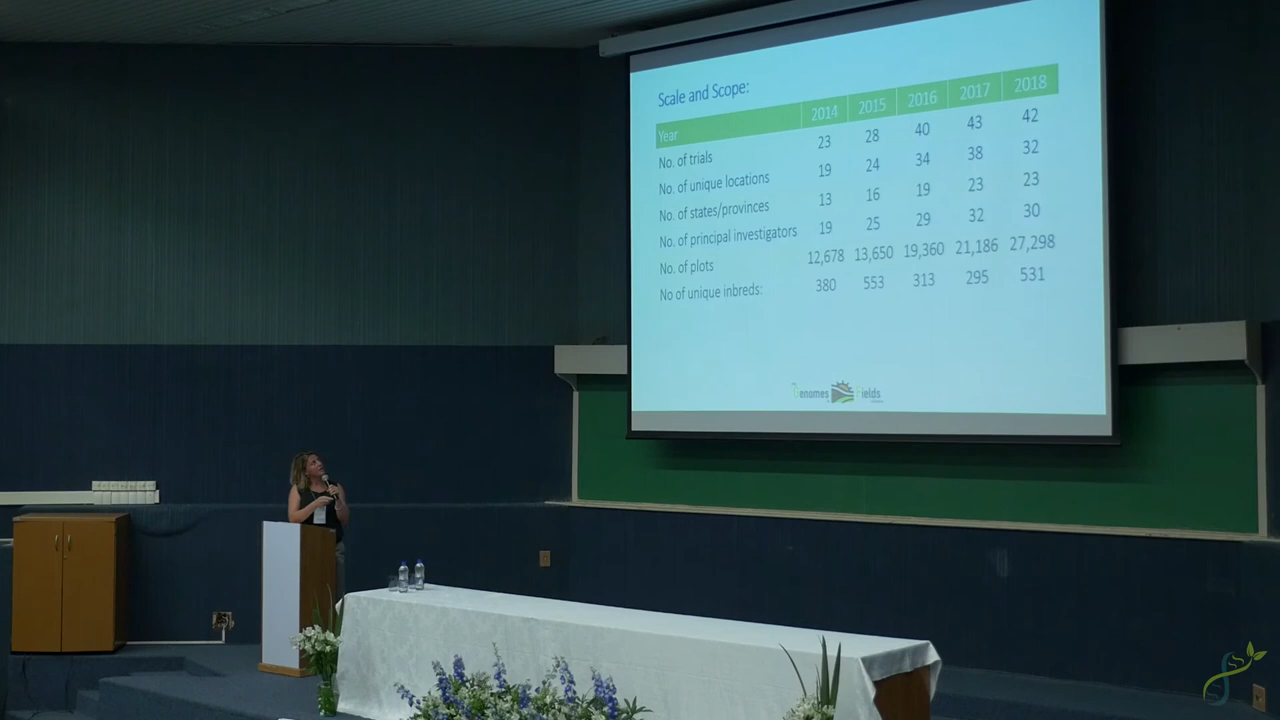 Scale and Scope:
Year 2014 2015 2016 2017 2018
No. of trials 23 28 40 43 42
No. of unique locations 19 24 34 38 32
No. of states/provinces 13 16 19 23 23
No. of principal investigators 19 25 29 32 30
No. of plots 12,678 13,650 19,360 21,186 27,298
No of unique inbreds: 380 553 313 295 531
Genomes Fields